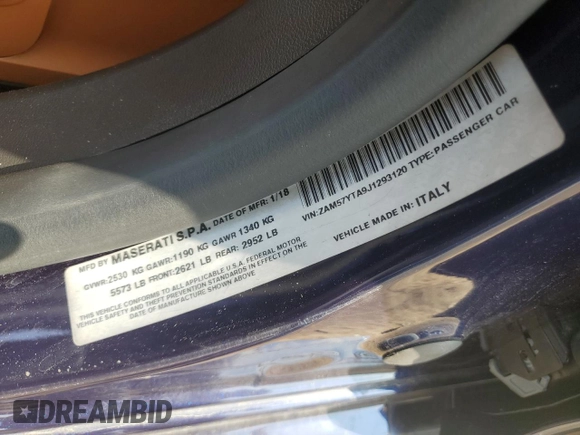 MFD BY MASERATI S.P.A. DATE OF MFR: 1/18
GVWR:2530 KG GAWR:1190 KG GAWR 1340 KG
5573 LB FRONT:2621 LB REAR: 2952 LB
THIS VEHICLE CONFORMS TO ALL APPLICABLE U.S.A. FEDERAL MOTOR
VEHICLE SAFETY AND THEFT PREVENTION STANDARDS IN EFFECT ON THE
DATE OF MANUFACTURE SHOWN ABOVE
VIN:ZAM57YTA9J1293120 TYPE:PASSENGER CAR
VEHICLE MADE IN: ITALY
DREAMBID